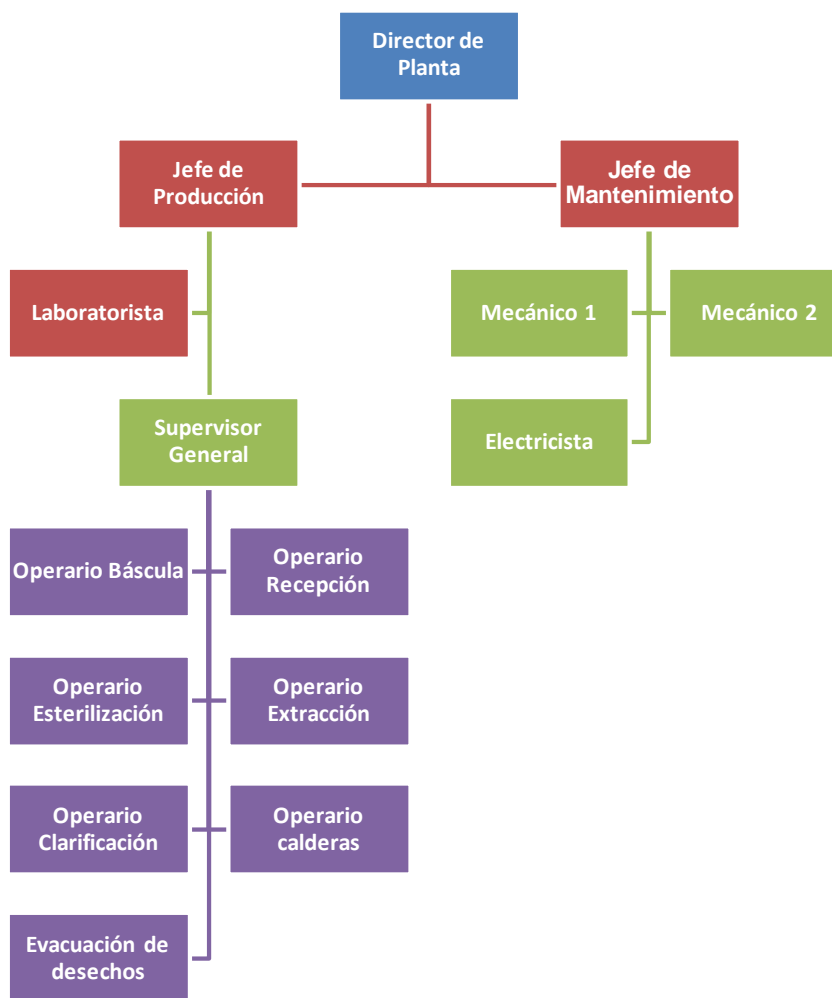 Director de
Planta
Jefe de
Producción
Jefe de
Mantenimiento
Laboratorista
Mecánico 1
Mecánico 2
Supervisor
General
Electricista
Operario Báscula
Operario
Recepción
Operario
Esterilización
Operario
Extracción
Operario
Clarificación
Operario
calderas
Evacuación de
desechos